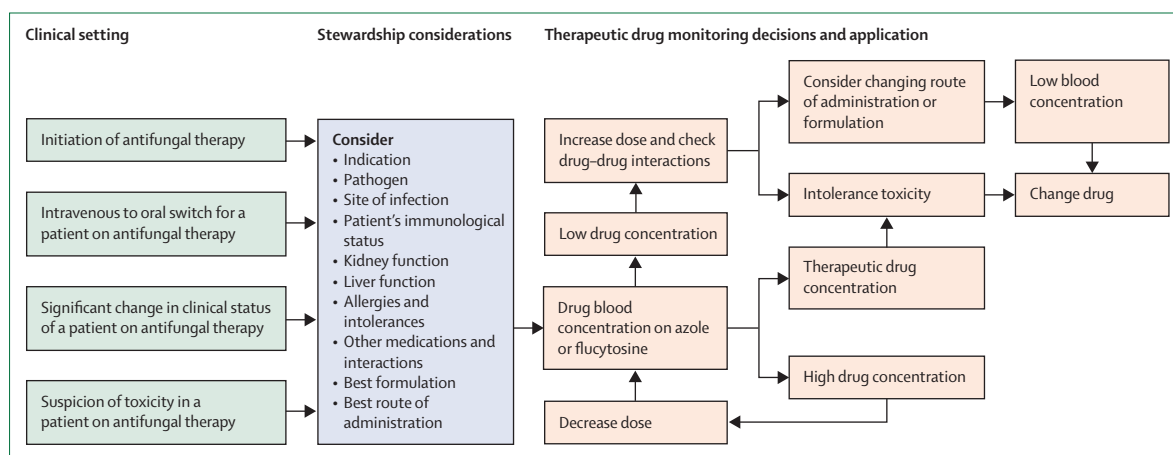 Clinical setting
Stewardship considerations
Therapeutic drug monitoring decisions and application
Initiation of antifungal therapy
Intravenous to oral switch for a
patient on antifungal therapy
Significant change in clinical status
of a patient on antifungal therapy
Suspicion of toxicity in a
patient on antifungal therapy
Consider
• Indication
• Pathogen
• Site of infection
• Patient's immunological
status
• Kidney function
• Liver function
• Allergies and
intolerances
• Other medications and
interactions
• Best formulation
• Best route of
administration
Increase dose and check
drug–drug interactions
Low drug concentration
Drug blood
concentration on azole
or flucytosine
Decrease dose
Consider changing route
of administration or
formulation
Intolerance toxicity
Therapeutic drug
concentration
High drug concentration
Low blood
concentration
Change drug